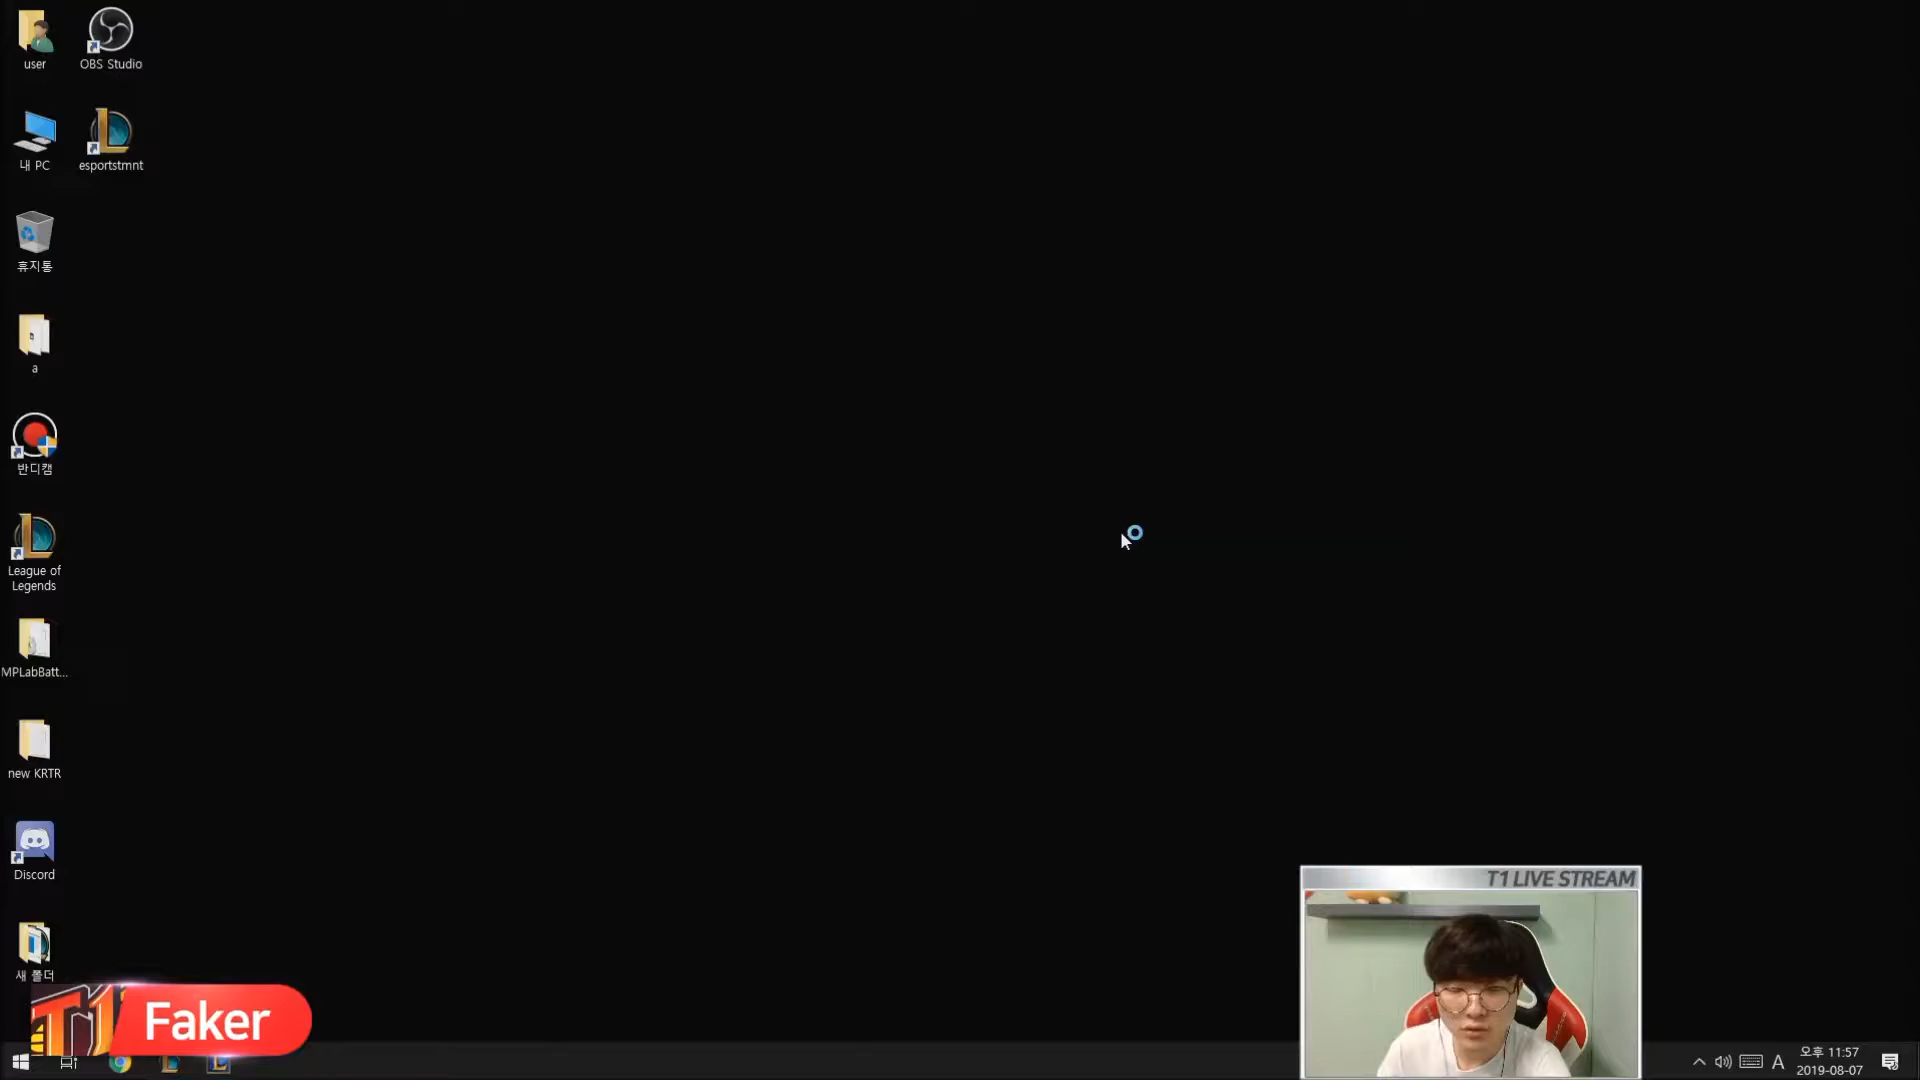 user
OBS Studio
내 PC
esportstmnt
휴지통
a
반디캠
League of
Legends
MPLabBatt...
new KRTR
Discord
새 폴더
T1
Faker
T1 LIVE STREAM
A
오후 11:57
2019-08-07